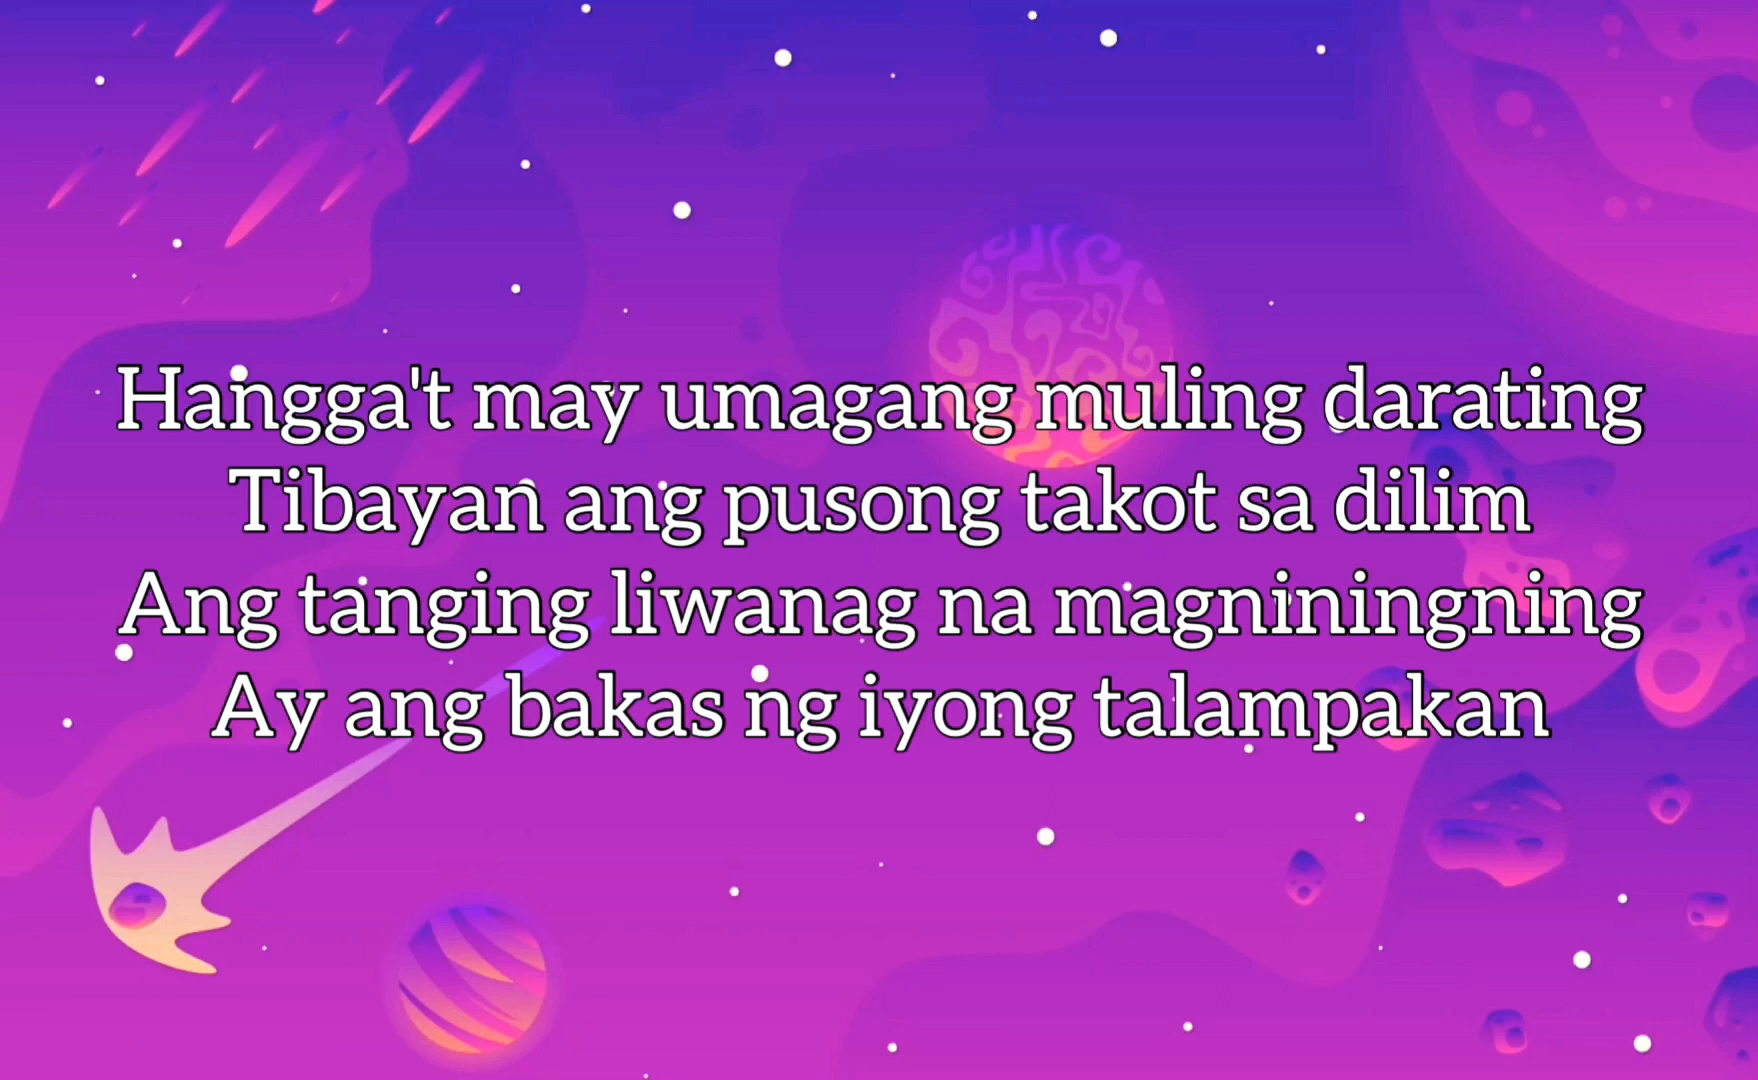 Hangga't may umagang muling darating
Tibayan ang pusong takot sa dilim
Ang tanging liwanag na magniningning
Ay ang bakas ng iyong talampakan